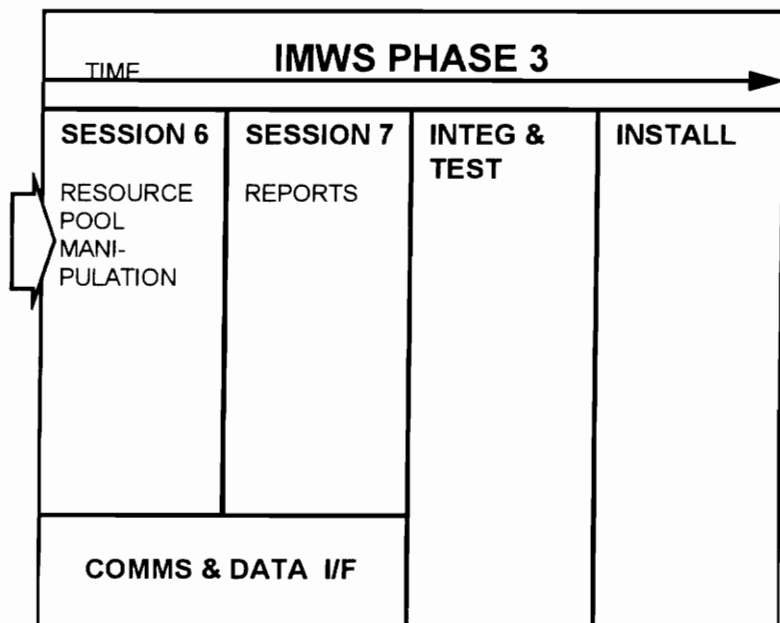 IMWS PHASE 3
TIME
SESSION 6
RESOURCE
POOL
MANI-
PULATION
SESSION 7
REPORTS
INTEG &
TEST
INSTALL
COMMS & DATA I/F